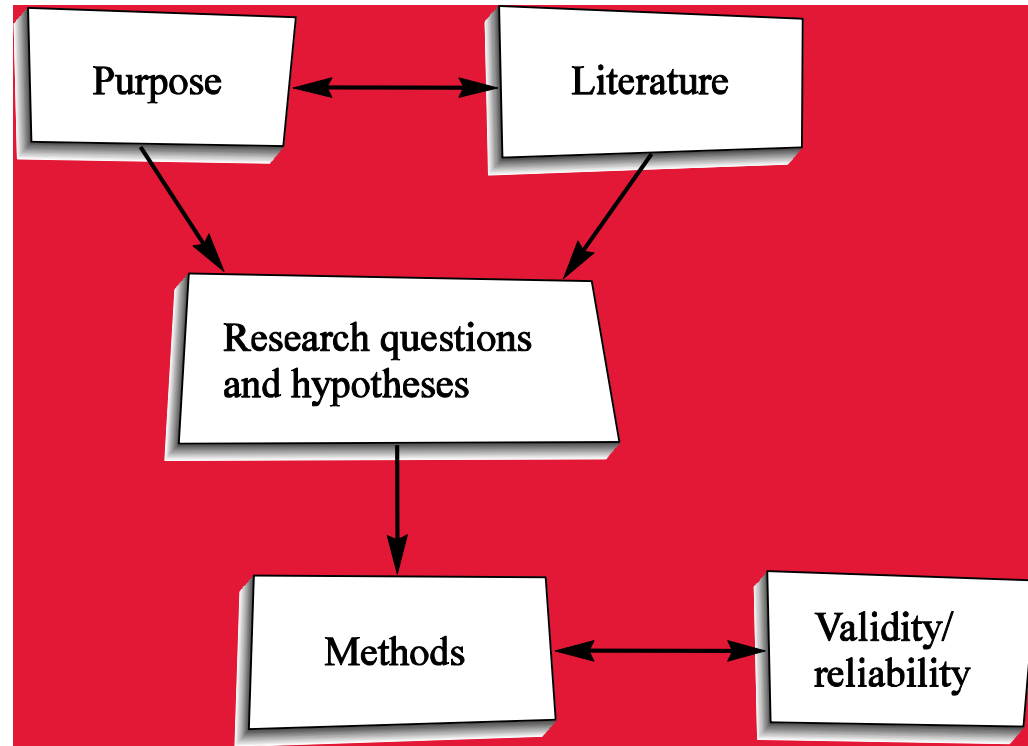 Purpose
Literature
Research questions
and hypotheses
Methods
Validity/
reliability